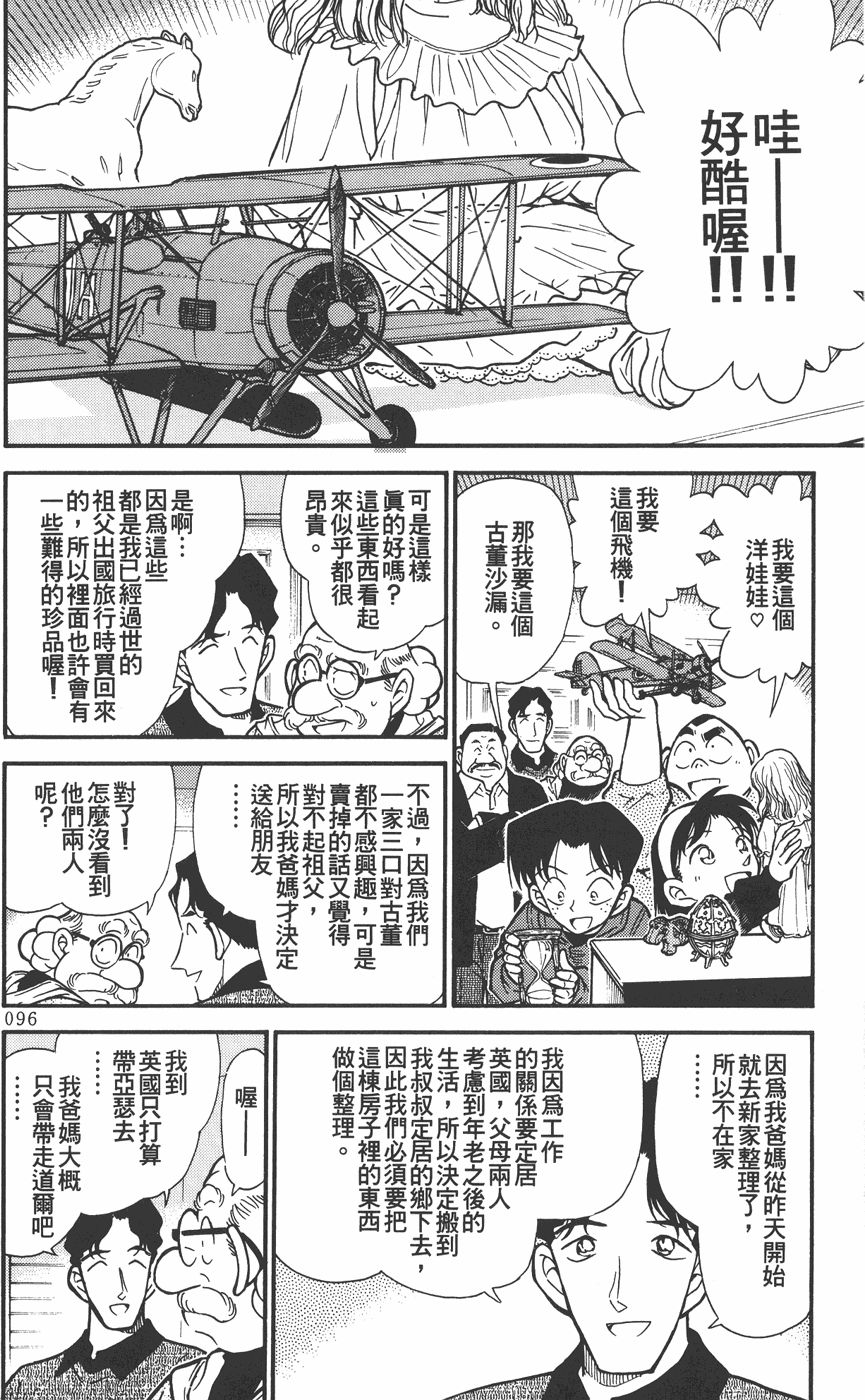 哇——
好酷喔!!!!
我要這個
洋娃娃♡
我要
這個飛機！
那我要這個
古董沙漏。
可是這樣
真的好嗎？
這些東西看起
來似乎都很
昂貴。
是啊…
因為這些
都是我已經過世的
祖父出國旅行時買回來
的，所以裡面也許會有
一些難得的珍品喔！
不過，因為我們
一家三口對古董
都不感興趣，可是
賣掉的話又覺得
對不起祖父，
所以我爸媽才決定
送給朋友
……
對了！
怎麼沒看到
他們兩人
呢？
096
因為我爸媽從昨天開始
就去新家整理了，
所以不在家
……
我因為工作
的關係要定居
英國，父母兩人
考慮到年老之後的
生活，所以決定搬到
我叔叔定居的鄉下去，
因此我們必須要把
這棟房子裡的東西
做個整理。
喔——
我到
英國只打算
帶亞瑟去
……
我爸媽大概
只會帶走道爾吧
……